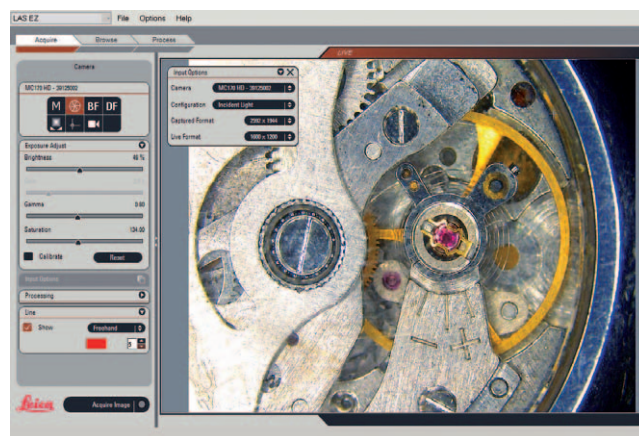 LAS EZ File Options Help
Acquire Browse Process
LIVE
Camera
MC170 HD -
M BF DF
Exposure Adjust
Brightness 46 %
Gamma 0.60
Saturation 134.00
Calibrate Reset
Input Options
Processing
Line
Show Freehand
Leica Acquire Image
Input Options
Camera MC170 HD -
Configuration Incident Light
Captured Format 2592 x 1944
Live Format 1600 x 1200